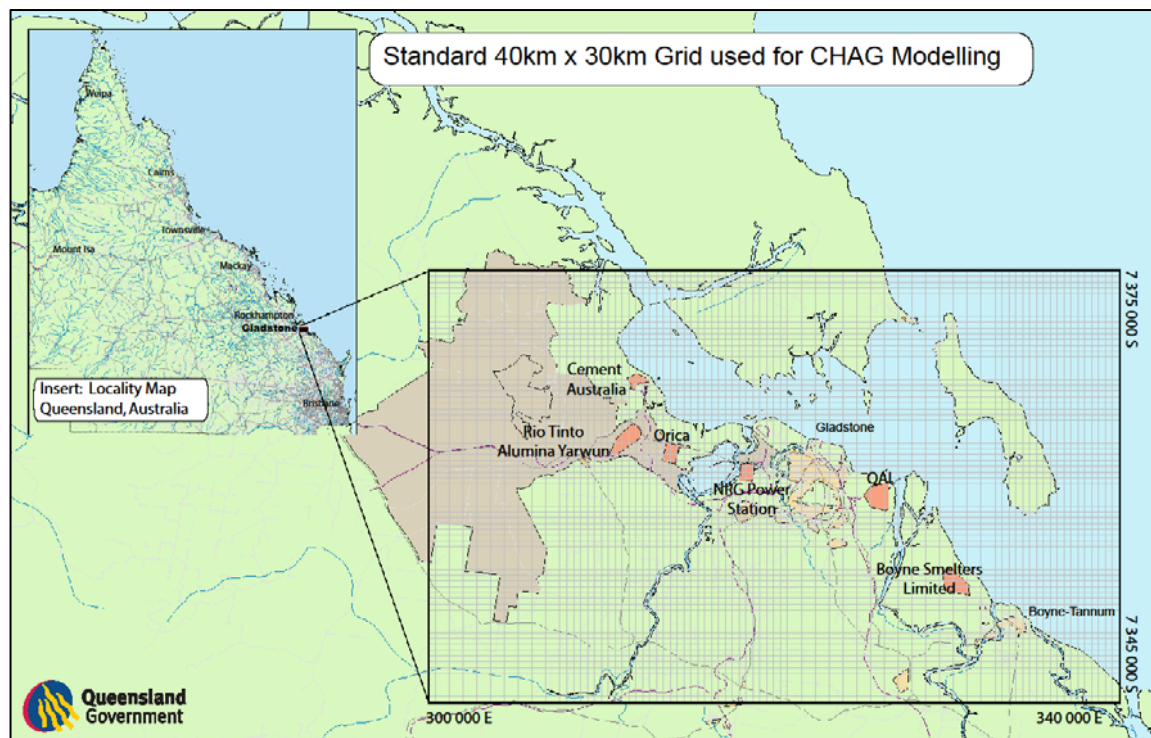 Standard 40km x 30km Grid used for CHAG Modelling
Weipa
Cairns
Townsville
Mount Isa
Mackay
Rockhampton
Gladstone
Insert: Locality Map
Queensland, Australia
Brisbane
7 375 000 S
Cement
Australia
Rio Tinto
Alumina Yarwun
Orica
Gladstone
NRG Power
Station
QAL
Boyne Smelters
Limited
Boyne-Tannum
7 345 000 S
Queensland
Government
300 000 E
340 000 E